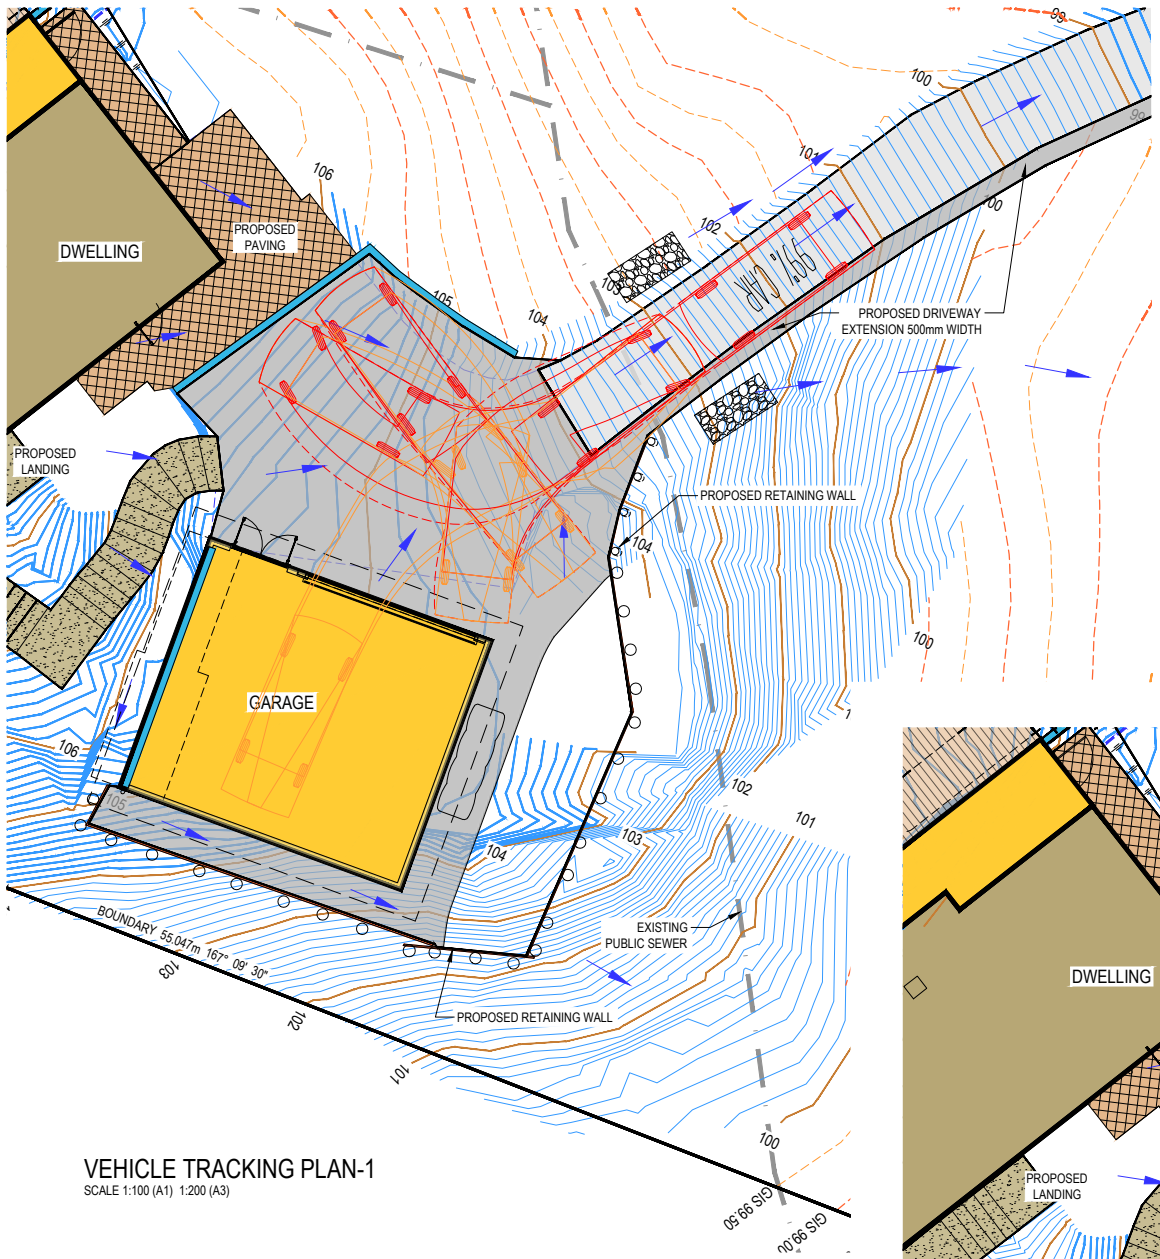 99
100
99
101
106
100
102
PROPOSED
PAVING
DWELLING
103
105
104
99% CAR
PROPOSED DRIVEWAY
EXTENSION 500mm WIDTH
PROPOSED
LANDING
PROPOSED RETAINING WALL
104
100
GARAGE
106
102
105
101
103
104
BOUNDARY 55.047m 167° 09' 30"
EXISTING
PUBLIC SEWER
103
DWELLING
102
PROPOSED RETAINING WALL
101
100
VEHICLE TRACKING PLAN-1
SCALE 1:100 (A1) 1:200 (A3)
PROPOSED
LANDING
GIS 99.50
GIS 99.00